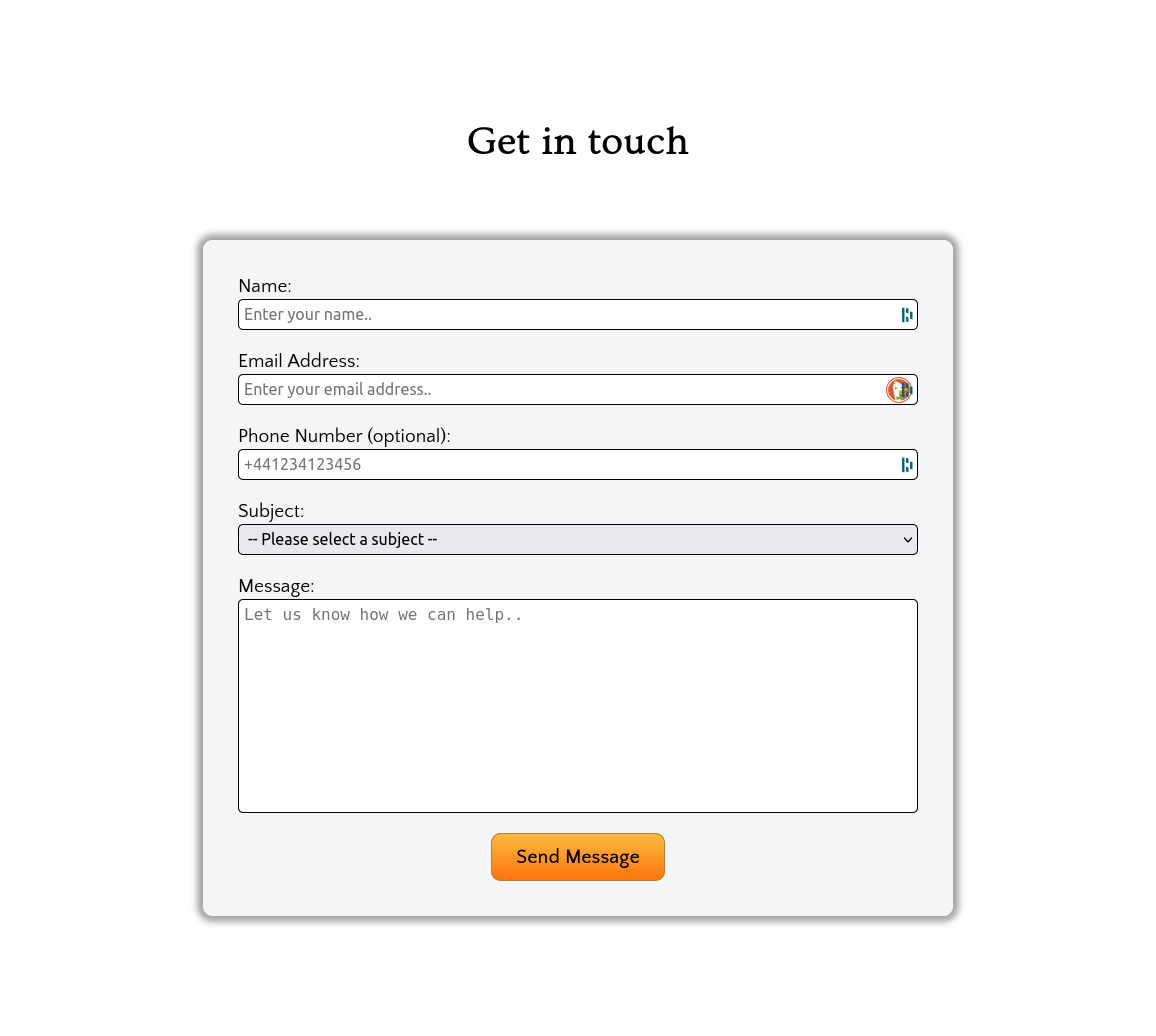 Get in touch
Name:
Enter your name..
Email Address:
Enter your email address..
Phone Number (optional):
+441234123456
Subject:
-- Please select a subject --
Message:
Let us know how we can help..
Send Message